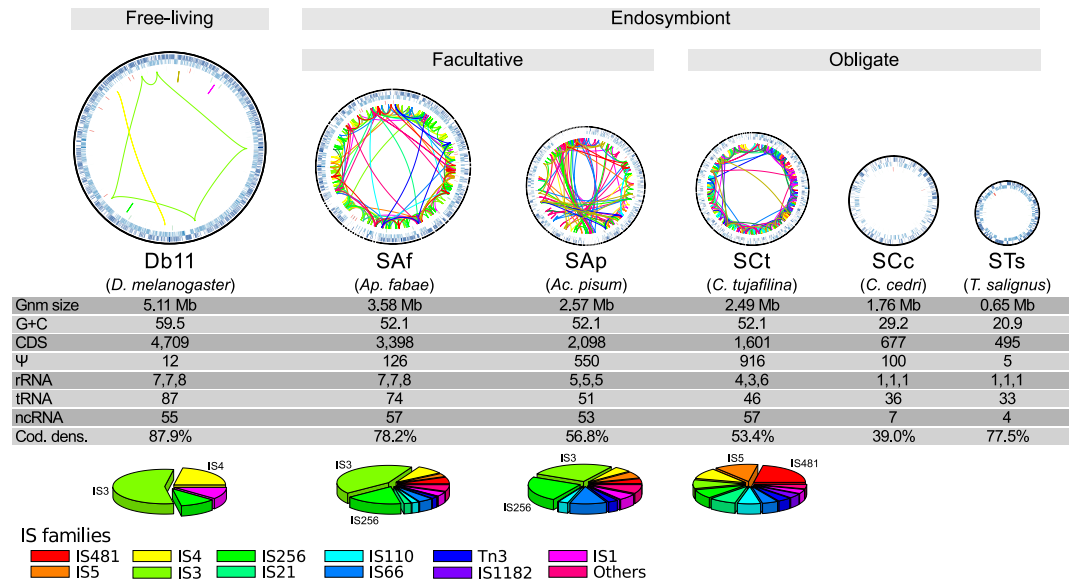 Free-living Endosymbiont
Facultative Obligate
Db11 SAf SAp SCt SCc STs
(D. melanogaster) (Ap. fabae) (Ac. pisum) (C. tujafilina) (C. cedri) (T. salignus)
Gnm size 5.11 Mb 3.58 Mb 2.57 Mb 2.49 Mb 1.76 Mb 0.65 Mb
G+C 59.5 52.1 52.1 52.1 29.2 20.9
CDS 4,709 3,398 2,098 1,601 677 495
Ψ 12 126 550 916 100 5
rRNA 7,7,8 7,7,8 5,5,5 4,3,6 1,1,1 1,1,1
tRNA 87 74 51 46 36 33
ncRNA 55 57 53 57 7 4
Cod. dens. 87.9% 78.2% 56.8% 53.4% 39.0% 77.5%
IS4 IS3
IS3 IS256
IS3 IS256
IS5 IS481
IS families
IS481 IS4 IS256 IS110 Tn3 IS1
IS5 IS3 IS21 IS66 IS1182 Others